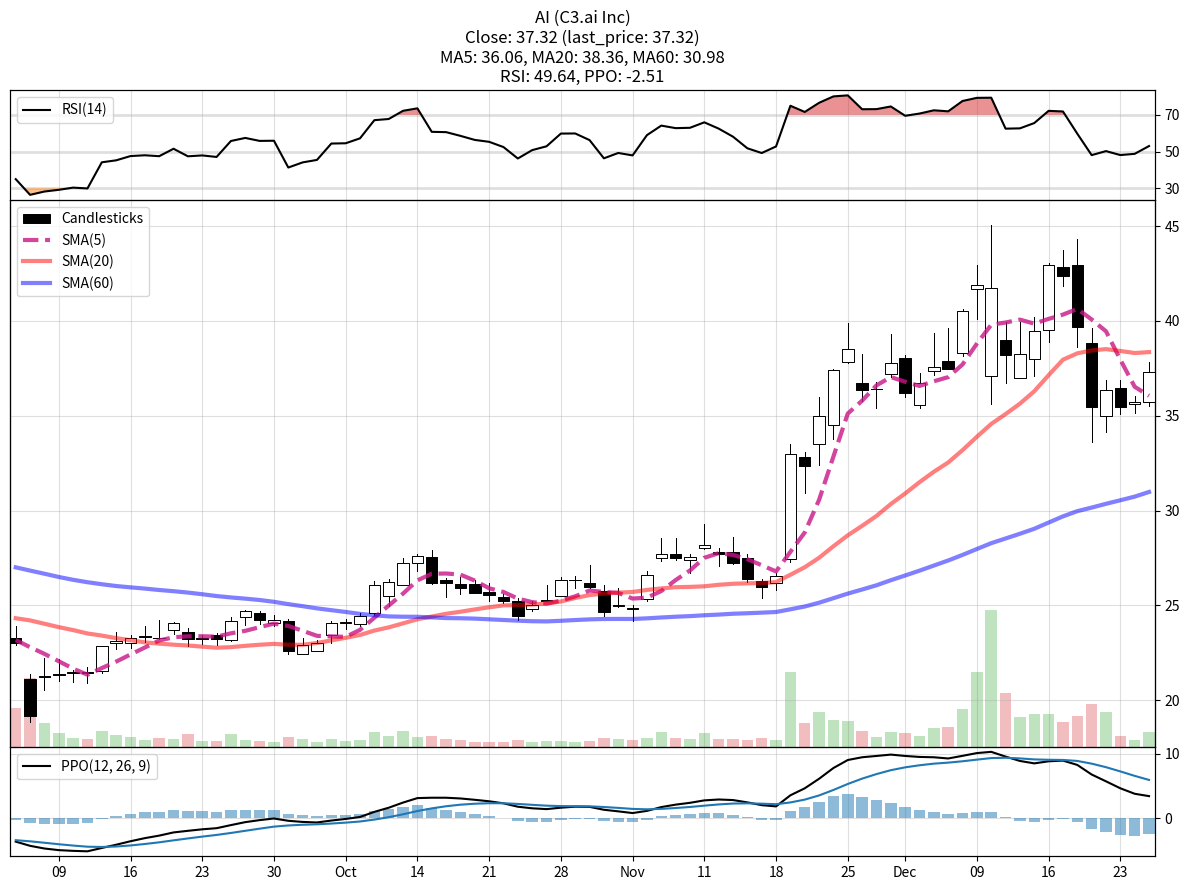 AI (C3.ai Inc)
Close: 37.32 (last_price: 37.32)
MA5: 36.06, MA20: 38.36, MA60: 30.98
RSI: 49.64, PPO: -2.51
RSI(14)
70
50
30
Candlesticks
SMA(5)
SMA(20)
SMA(60)
45
40
35
30
25
20
PPO(12, 26, 9)
10
0
09 16 23 30 Oct 14 21 28 Nov 11 18 25 Dec 09 16 23